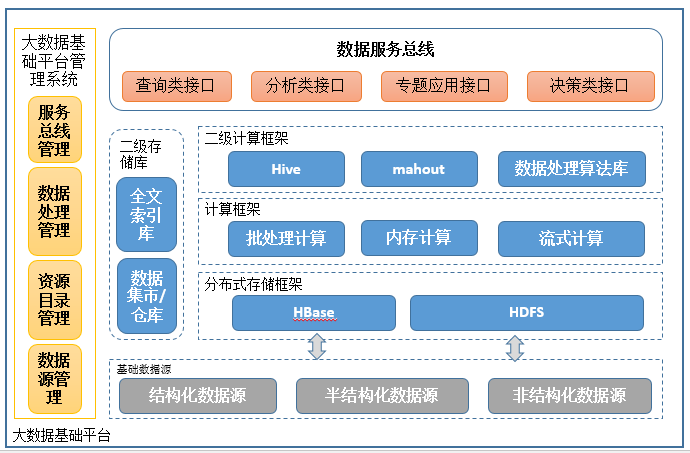 大数据基
础平台管
理系统
服务
总线
管理
数据
处理
管理
资源
目录
管理
数据
源管
理
数据服务总线
查询类接口
分析类接口
专题应用接口
决策类接口
二级存
储库
全文
索引
库
数据
集市/
仓库
二级计算框架
Hive
mahout
数据处理算法库
计算框架
批处理计算
内存计算
流式计算
分布式存储框架
HBase
HDFS
基础数据源
结构化数据源
半结构化数据源
非结构化数据源
大数据基础平台